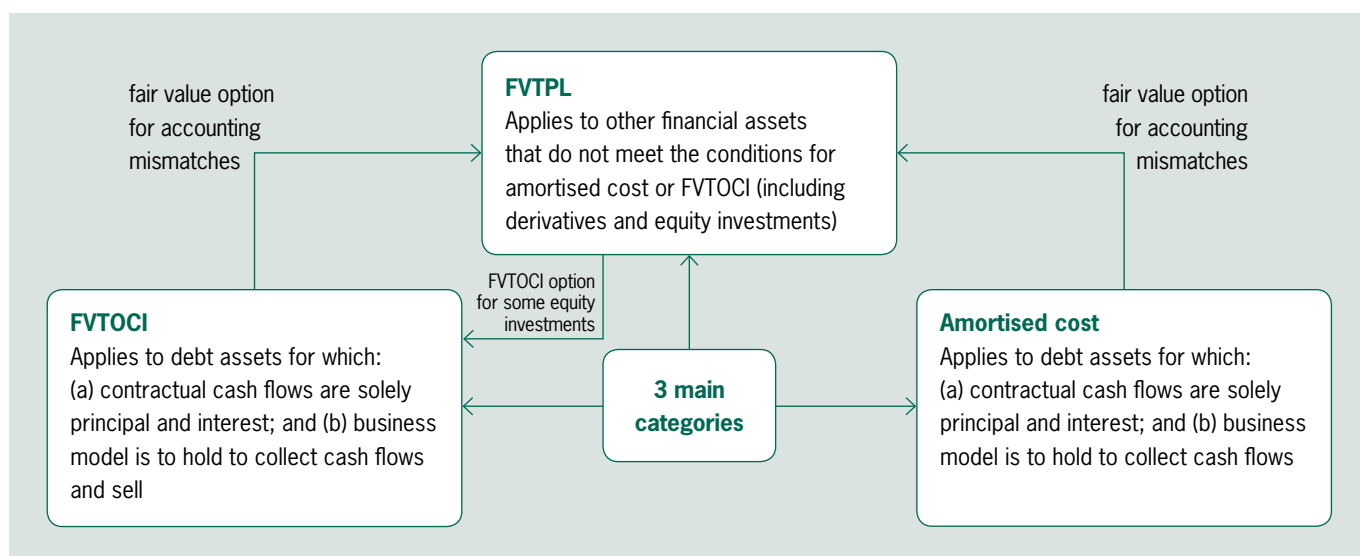 fair value option
for accounting
mismatches
FVTPL
Applies to other financial assets
that do not meet the conditions for
amortised cost or FVTOCI (including
derivatives and equity investments)
fair value option
for accounting
mismatches
FVTOCI option
for some equity
investments
FVTOCI
Applies to debt assets for which:
(a) contractual cash flows are solely
principal and interest; and (b) business
model is to hold to collect cash flows
and sell
3 main
categories
Amortised cost
Applies to debt assets for which:
(a) contractual cash flows are solely
principal and interest; and (b) business
model is to hold to collect cash flows